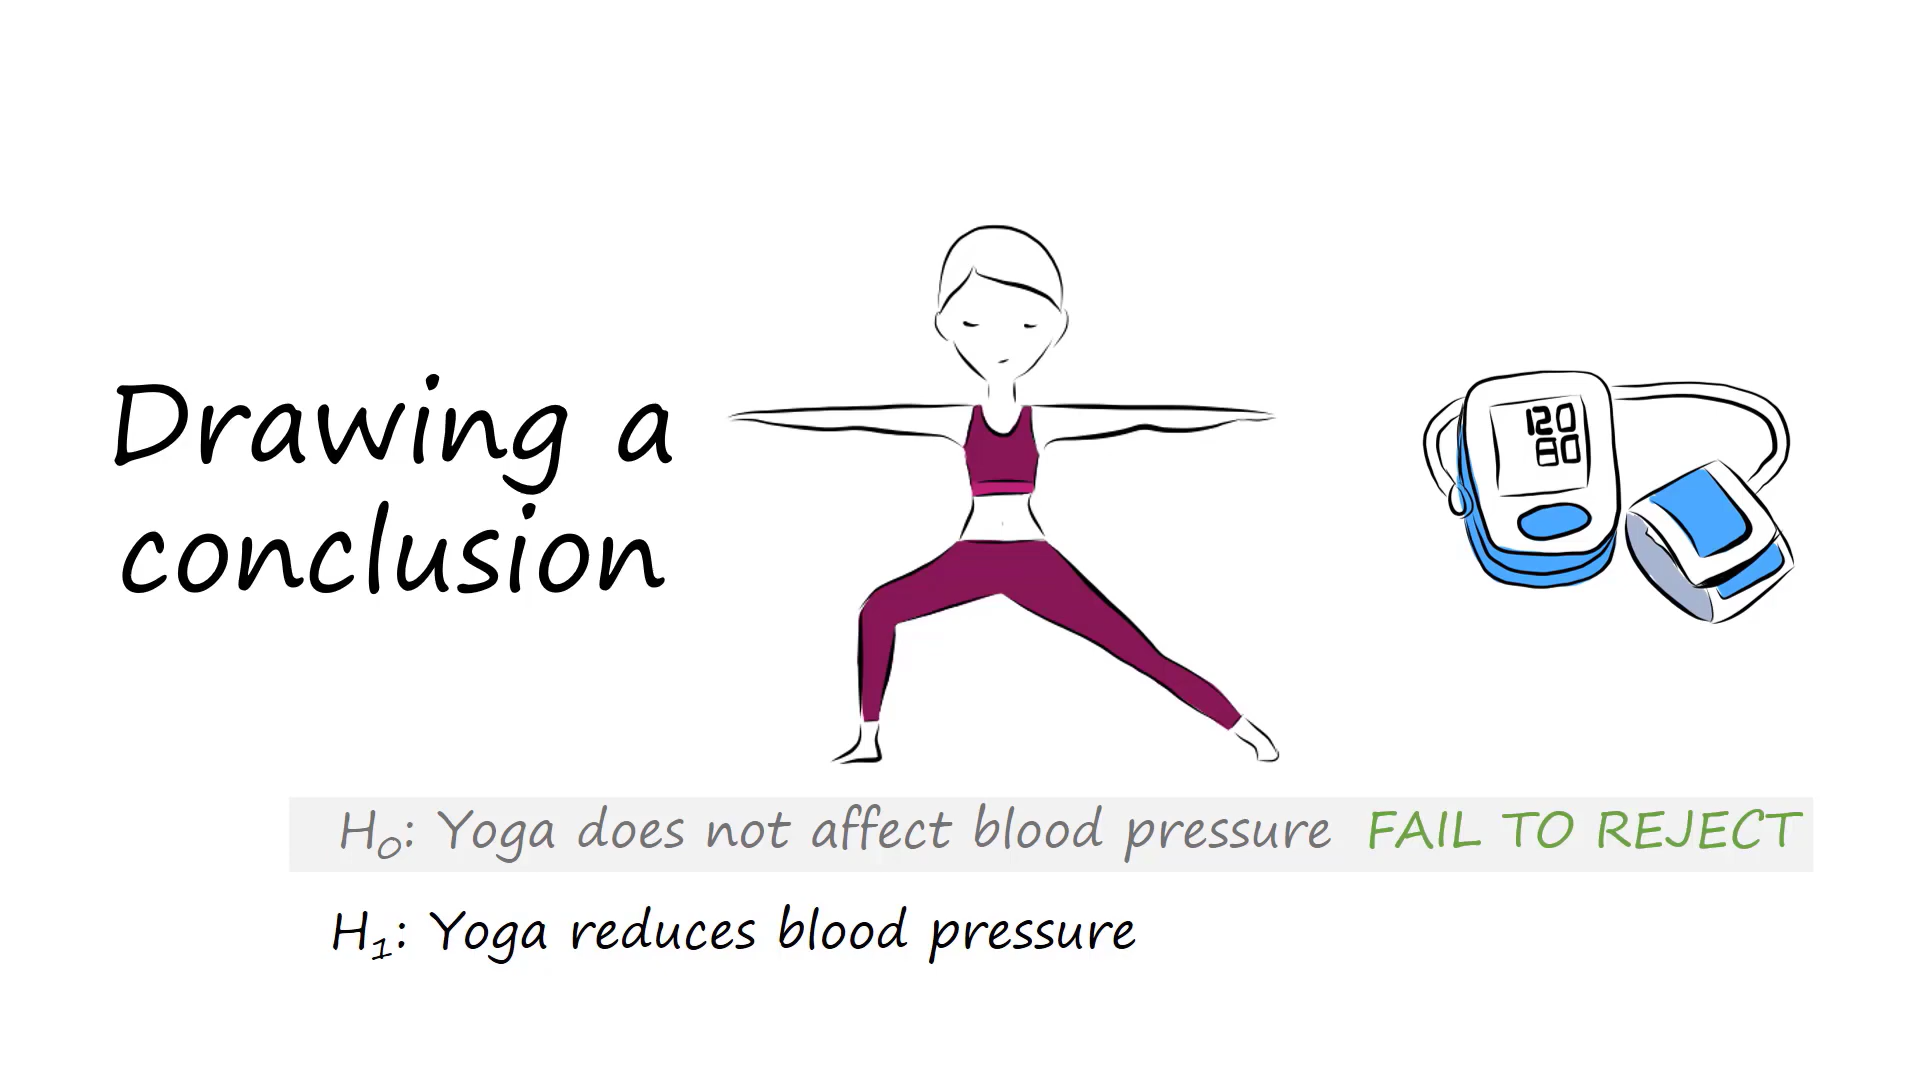 Drawing a
conclusion
120
80
H₀: Yoga does not affect blood pressure FAIL TO REJECT
H₁: Yoga reduces blood pressure